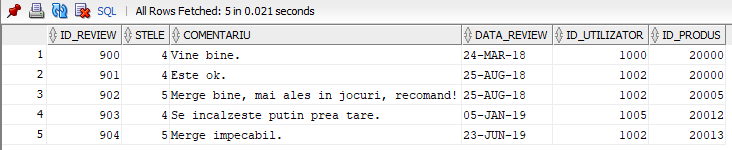 SQL | All Rows Fetched: 5 in 0.021 seconds
ID_REVIEW STELE COMENTARIU DATA_REVIEW ID_UTILIZATOR ID_PRODUS
1 900 4 Vine bine. 24-MAR-18 1000 20000
2 901 4 Este ok. 25-AUG-18 1002 20000
3 902 5 Merge bine, mai ales in jocuri, recomand! 25-AUG-18 1002 20005
4 903 4 Se incalzeste putin prea tare. 05-JAN-19 1005 20012
5 904 5 Merge impecabil. 23-JUN-19 1002 20013